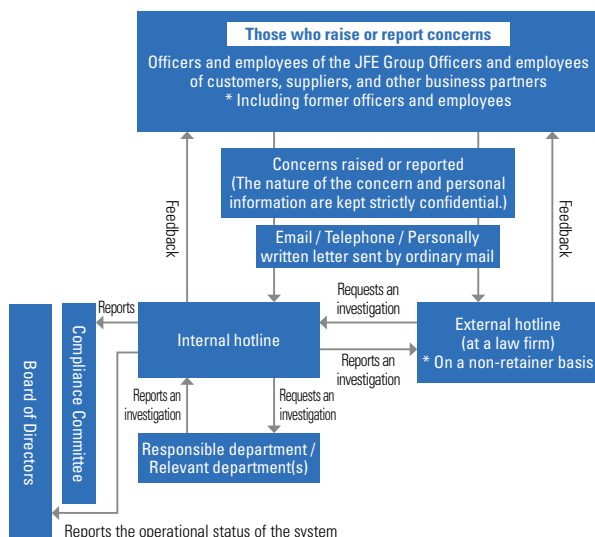 Those who raise or report concerns
Officers and employees of the JFE Group Officers and employees
of customers, suppliers, and other business partners
* Including former officers and employees
Concerns raised or reported
(The nature of the concern and personal
information are kept strictly confidential.)
Feedback
Feedback
Email / Telephone / Personally
written letter sent by ordinary mail
Requests an
investigation
Reports
Internal hotline
External hotline
(at a law firm)
* On a non-retainer basis
Reports an
investigation
Board of Directors
Compliance Committee
Reports an
investigation
Requests an
investigation
Responsible department /
Relevant department(s)
Reports the operational status of the system